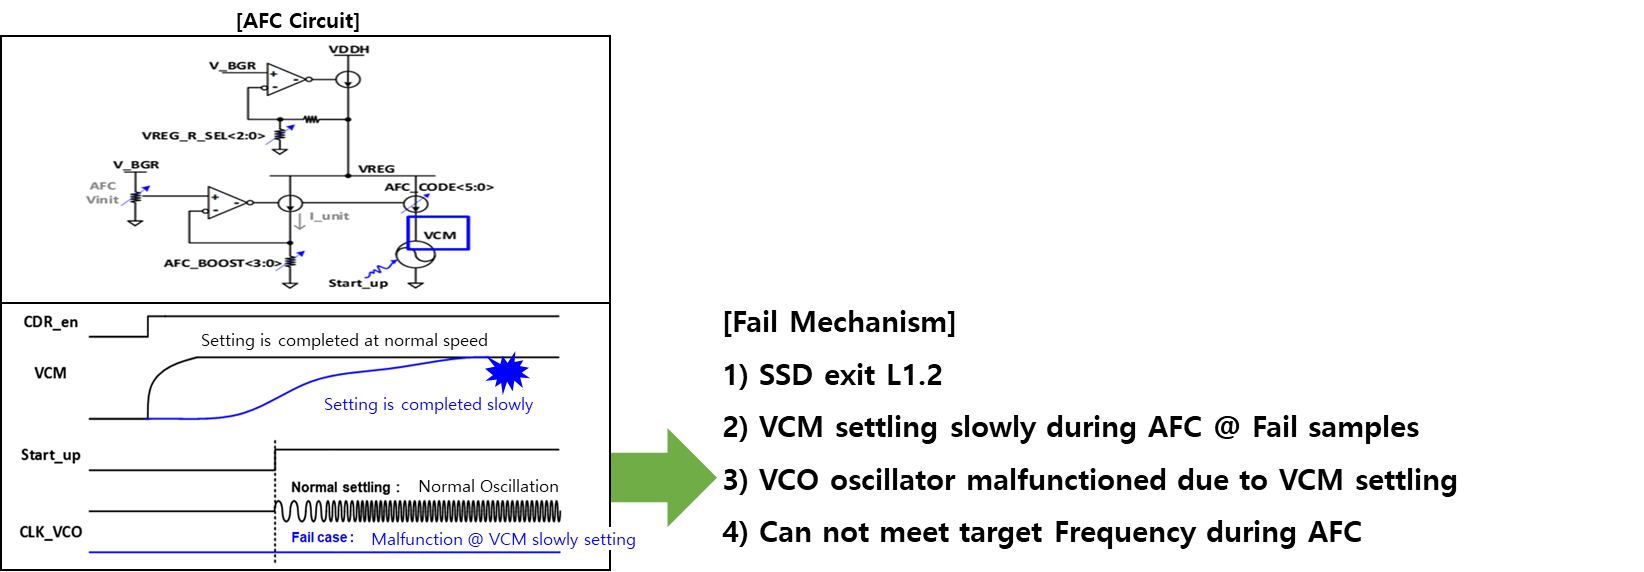 [AFC Circuit]
VDDH
V_BGR
VREG_R_SEL<2:0>
V_BGR
VREG
AFC
Vinit
AFC_CODE<5:0>
I_unit
VCM
AFC_BOOST<3:0>
Start_up
CDR_en
Setting is completed at normal speed
VCM
Setting is completed slowly
Start_up
Normal settling : Normal Oscillation
CLK_VCO
Fail case : Malfunction @ VCM slowly setting
[Fail Mechanism]
1) SSD exit L1.2
2) VCM settling slowly during AFC @ Fail samples
3) VCO oscillator malfunctioned due to VCM settling
4) Can not meet target Frequency during AFC